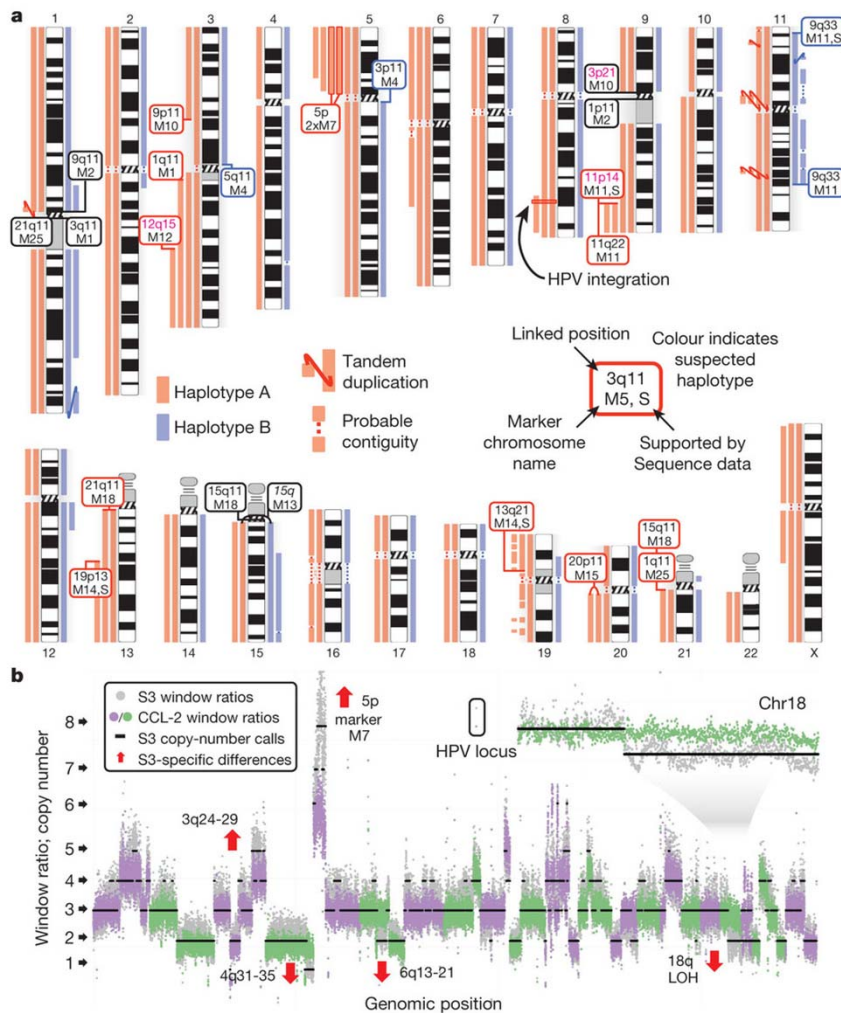 a
1 2 3 4 5 6 7 8 9 10 11
9q33
M11,S
3p21
M10
3p11
M4
1p11
M2
5p
2xM7
9p11
M10
9q11
M2
1q11
M1
5q11
M4
11p14
M11,S
9q33
M11
21q11
M25
3q11
M1
12q15
M12
11q22
M11
HPV integration
Linked position
Colour indicates
suspected
haplotype
Tandem
duplication
3q11
M5, S
Haplotype A
Haplotype B
Probable
contiguity
Marker
chromosome
name
Supported by
Sequence data
21q11
M18
15q11
M18
15q
M13
13q21
M14,S
15q11
M18
19p13
M14,S
20p11
M15
1q11
M25
12 13 14 15 16 17 18 19 20 21 22 X
b
S3 window ratios
/ CCL-2 window ratios
S3 copy-number calls
S3-specific differences
5p
marker
M7
HPV locus
Chr18
Window ratio; copy number
8
7
6
5
4
3
2
1
3q24-29
4q31-35
6q13-21
18q
LOH
Genomic position